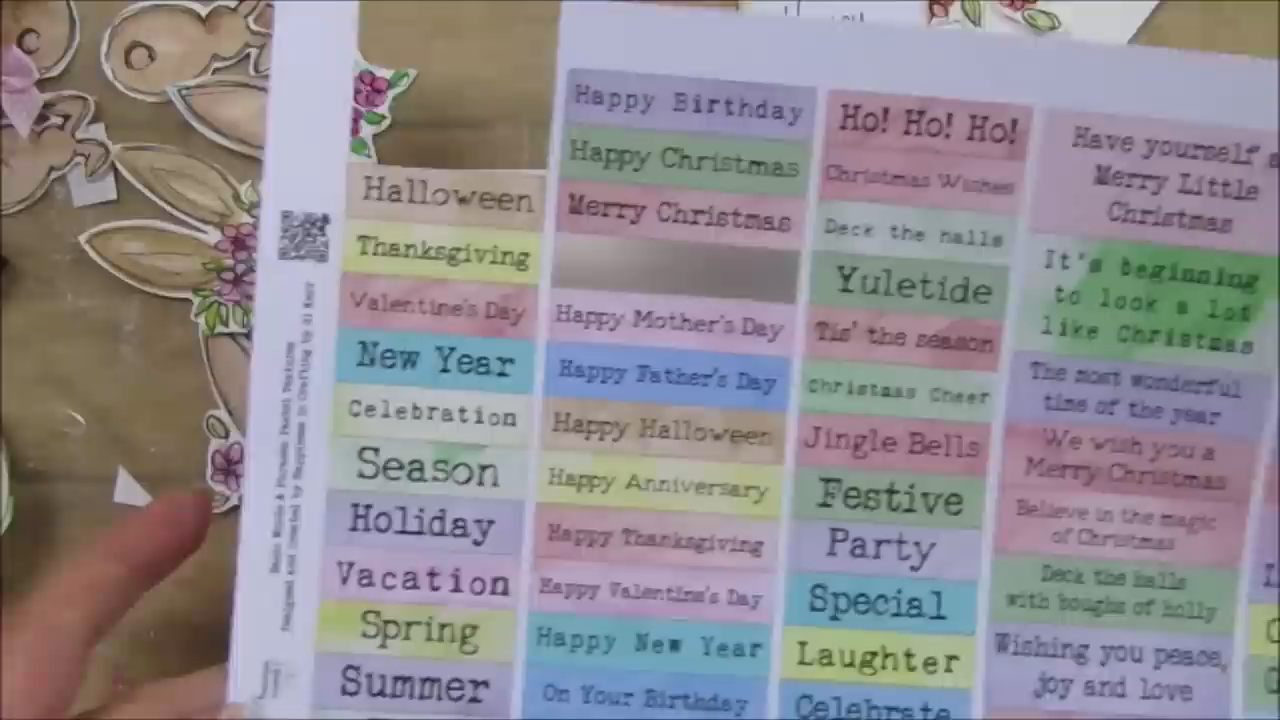 Halloween
Thanksgiving
Valentine's Day
New Year
Celebration
Season
Holiday
Vacation
Spring
Summer
Happy Birthday
Happy Christmas
Merry Christmas
Happy Mother's Day
Happy Father's Day
Happy Halloween
Happy Anniversary
Happy Thanksgiving
Happy Valentine's Day
Happy New Year
On Your Birthday
Ho! Ho! Ho!
Christmas Wishes
Deck the halls
Yuletide
Tis' the season
Christmas Cheer
Jingle Bells
Festive
Party
Special
Laughter
Celebrate
Have yourself a
Merry Little
Christmas
It's beginning
to look a lot
like Christmas
The most wonderful
time of the year
We wish you a
Merry Christmas
Believe in the magic
of Christmas
Deck the halls
with boughs of holly
Wishing you peace,
joy and love